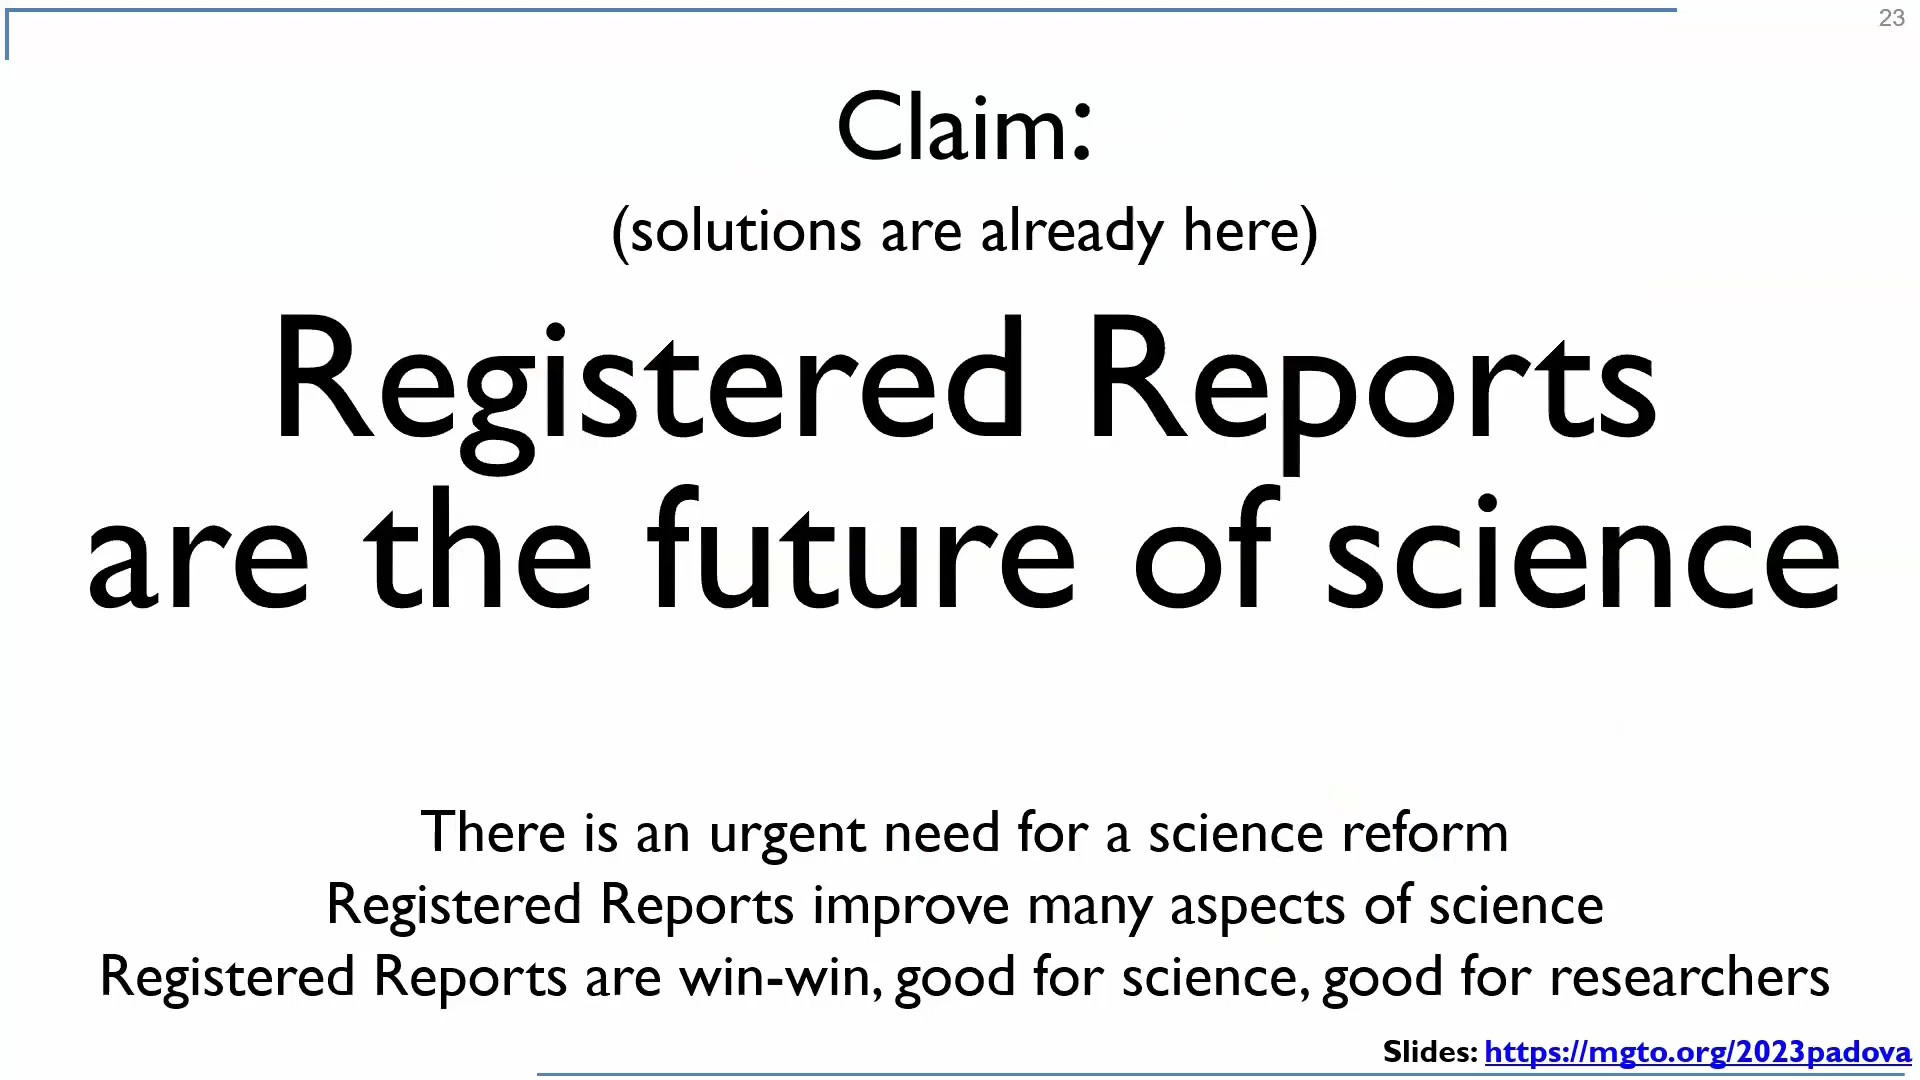 23
Claim:
(solutions are already here)
Registered Reports
are the future of science
There is an urgent need for a science reform
Registered Reports improve many aspects of science
Registered Reports are win-win, good for science, good for researchers
Slides: https://mgto.org/2023padova